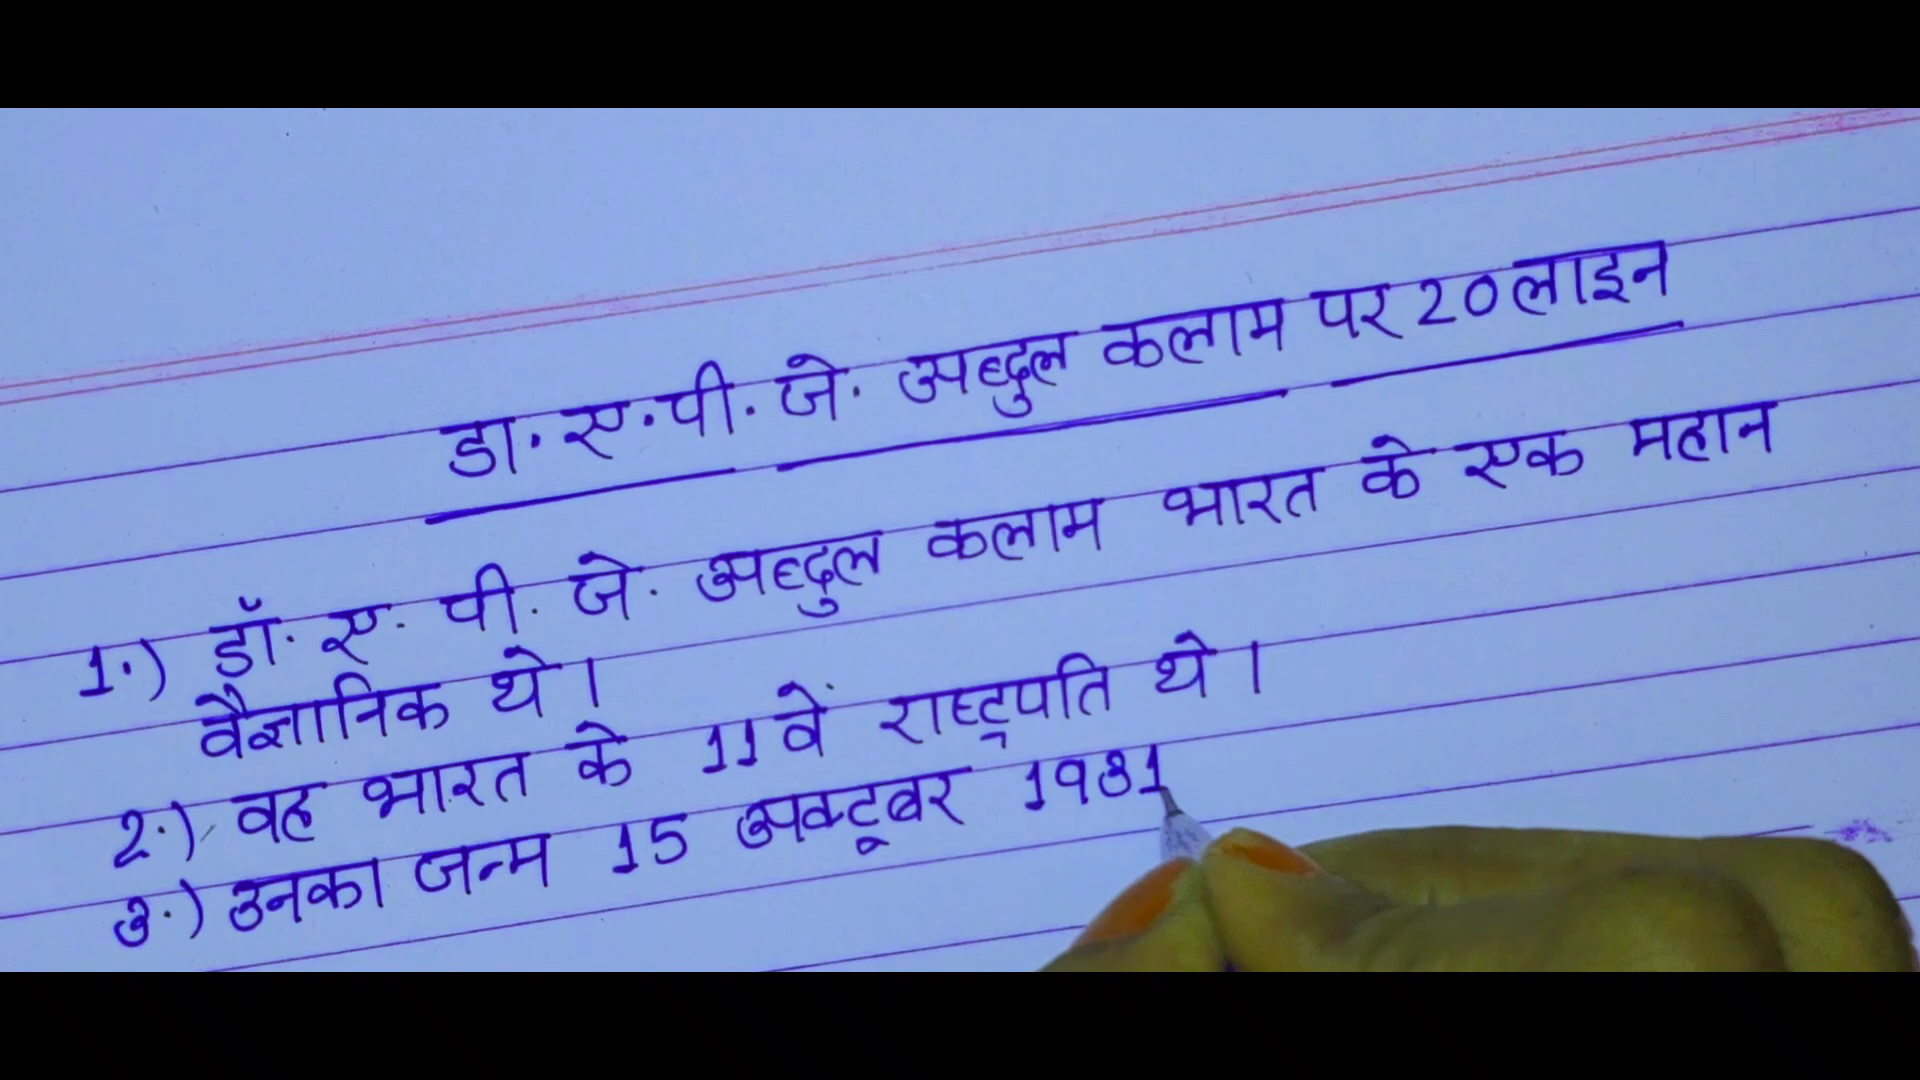 डा. ए. पी. जे. अब्दुल कलाम पर 20 लाइन
1.) डॉ. ए. पी. जे. अब्दुल कलाम भारत के एक महान
वैज्ञानिक थे।
2.) वह भारत के 11वें राष्ट्रपति थे।
3.) उनका जन्म 15 अक्टूबर 1931